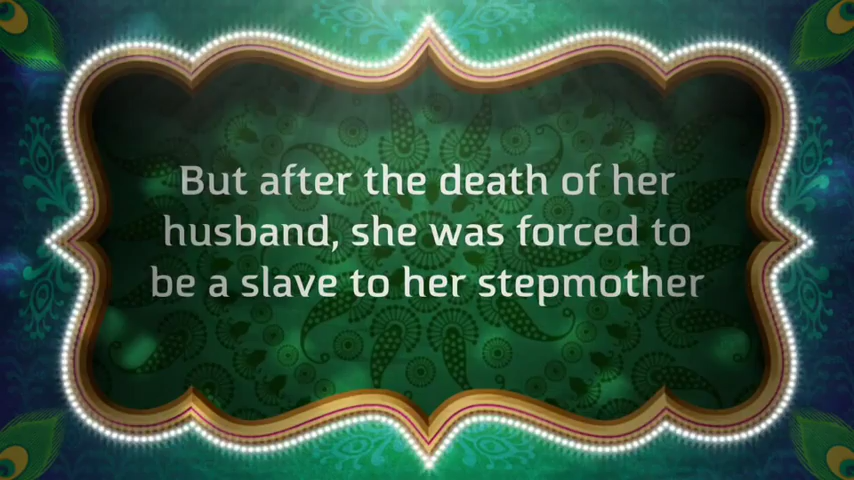 But after the death of her
husband, she was forced to
be a slave to her stepmother